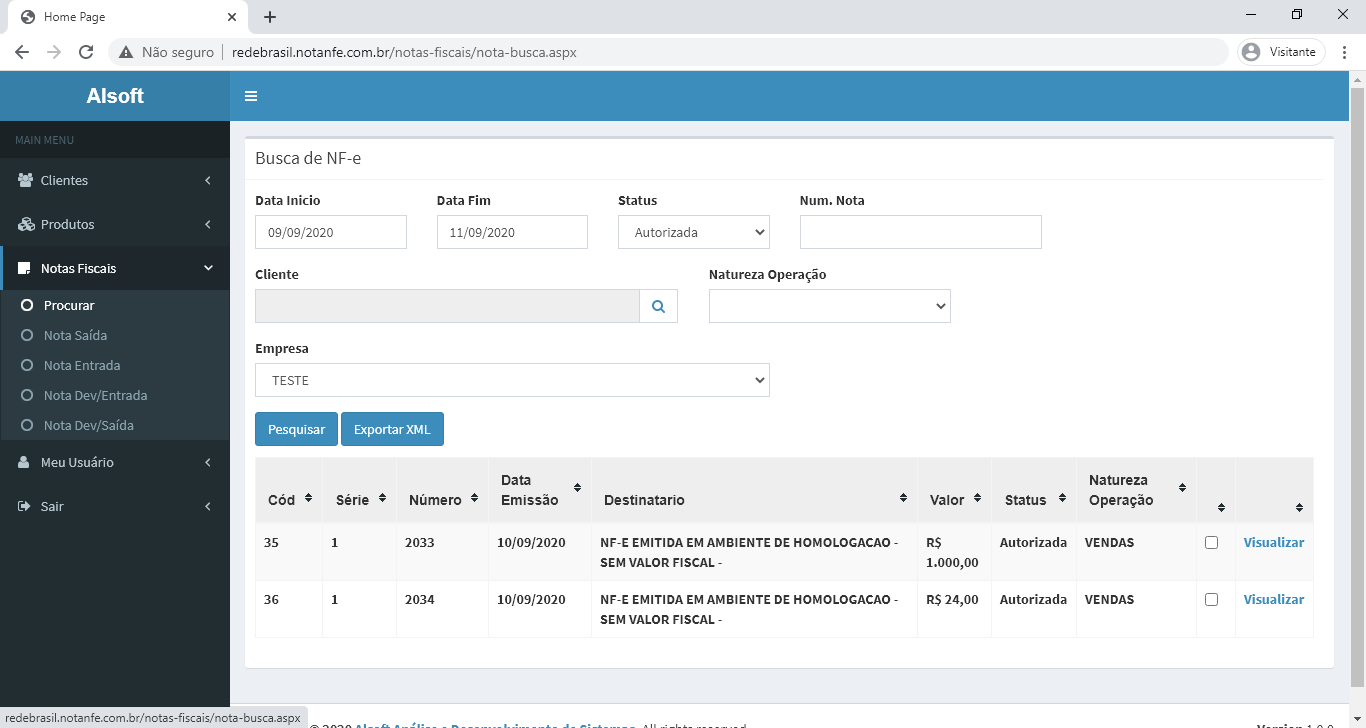 Home Page
Não seguro
redebrasil.notanfe.com.br/notas-fiscais/nota-busca.aspx
Visitante
Alsoft
MAIN MENU
Clientes
Produtos
Notas Fiscais
Procurar
Nota Saída
Nota Entrada
Nota Dev/Entrada
Nota Dev/Saída
Meu Usuário
Sair
Busca de NF-e
Data Inicio Data Fim Status Num. Nota
09/09/2020 11/09/2020 Autorizada
Cliente Natureza Operação
Empresa
TESTE
Pesquisar Exportar XML
Cód Série Número Data Emissão Destinatario Valor Status Natureza Operação
35 1 2033 10/09/2020 NF-E EMITIDA EM AMBIENTE DE HOMOLOGACAO - R$ Autorizada VENDAS Visualizar
SEM VALOR FISCAL - 1.000,00
36 1 2034 10/09/2020 NF-E EMITIDA EM AMBIENTE DE HOMOLOGACAO - R$ 24,00 Autorizada VENDAS Visualizar
SEM VALOR FISCAL -
redebrasil.notanfe.com.br/notas-fiscais/nota-busca.aspx
© 2020 Alsoft Análise e Desenvolvimento de Sistemas. All rights reserved. Version 1.0.0